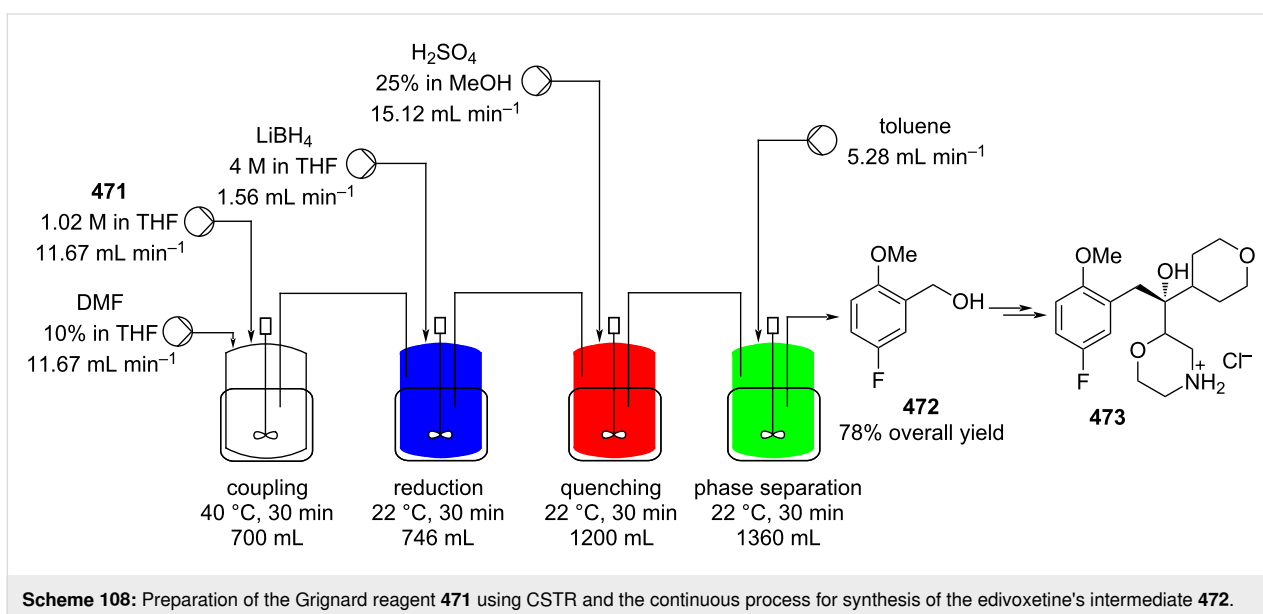 H₂SO₄
25% in MeOH
15.12 mL min⁻¹
LiBH₄
4 M in THF
1.56 mL min⁻¹
471
1.02 M in THF
11.67 mL min⁻¹
DMF
10% in THF
11.67 mL min⁻¹
toluene
5.28 mL min⁻¹
coupling
40 °C, 30 min
700 mL
reduction
22 °C, 30 min
746 mL
quenching
22 °C, 30 min
1200 mL
phase separation
22 °C, 30 min
1360 mL
OMe
OH
F
472
78% overall yield
OMe
OH
O
O
+
NH₂
Cl⁻
F
473
Scheme 108: Preparation of the Grignard reagent 471 using CSTR and the continuous process for synthesis of the edivoxetine's intermediate 472.